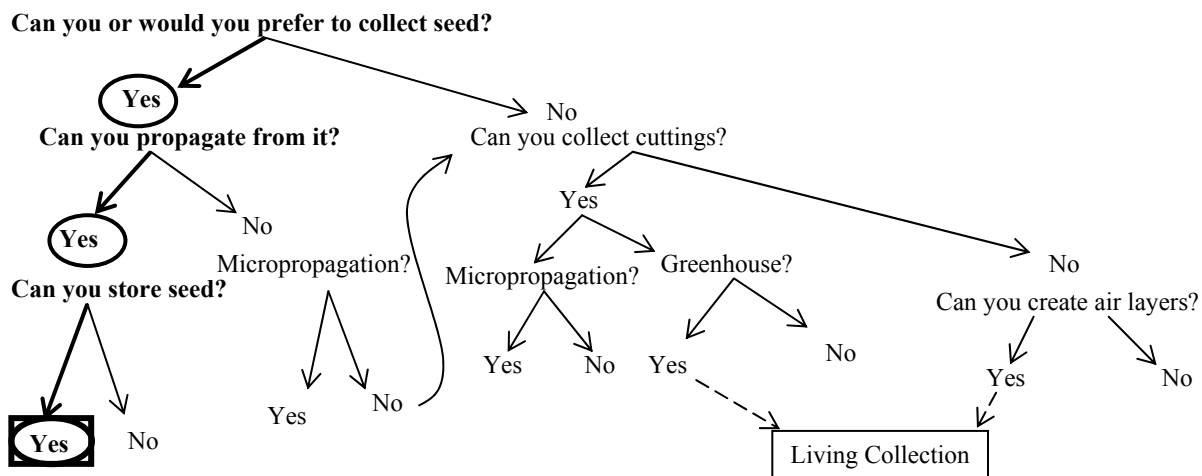 Can you or would you prefer to collect seed?
Yes
No
Can you propagate from it?
Can you collect cuttings?
Yes
No
Yes
No
Micropropagation?
Micropropagation?
Greenhouse?
Can you store seed?
Can you create air layers?
Yes
No
Yes
No
Yes
No
Yes
No
Yes
No
Living Collection